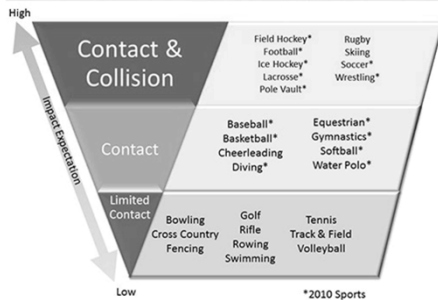 High
Contact &
Collision
Field Hockey*
Football*
Ice Hockey*
Lacrosse*
Pole Vault*
Rugby
Skiing
Soccer*
Wrestling*
Impact Expectation
Contact
Baseball*
Basketball*
Cheerleading
Diving*
Equestrian*
Gymnastics*
Softball*
Water Polo*
Limited
Contact
Bowling
Cross Country
Fencing
Golf
Rifle
Rowing
Swimming
Tennis
Track & Field
Volleyball
Low
*2010 Sports